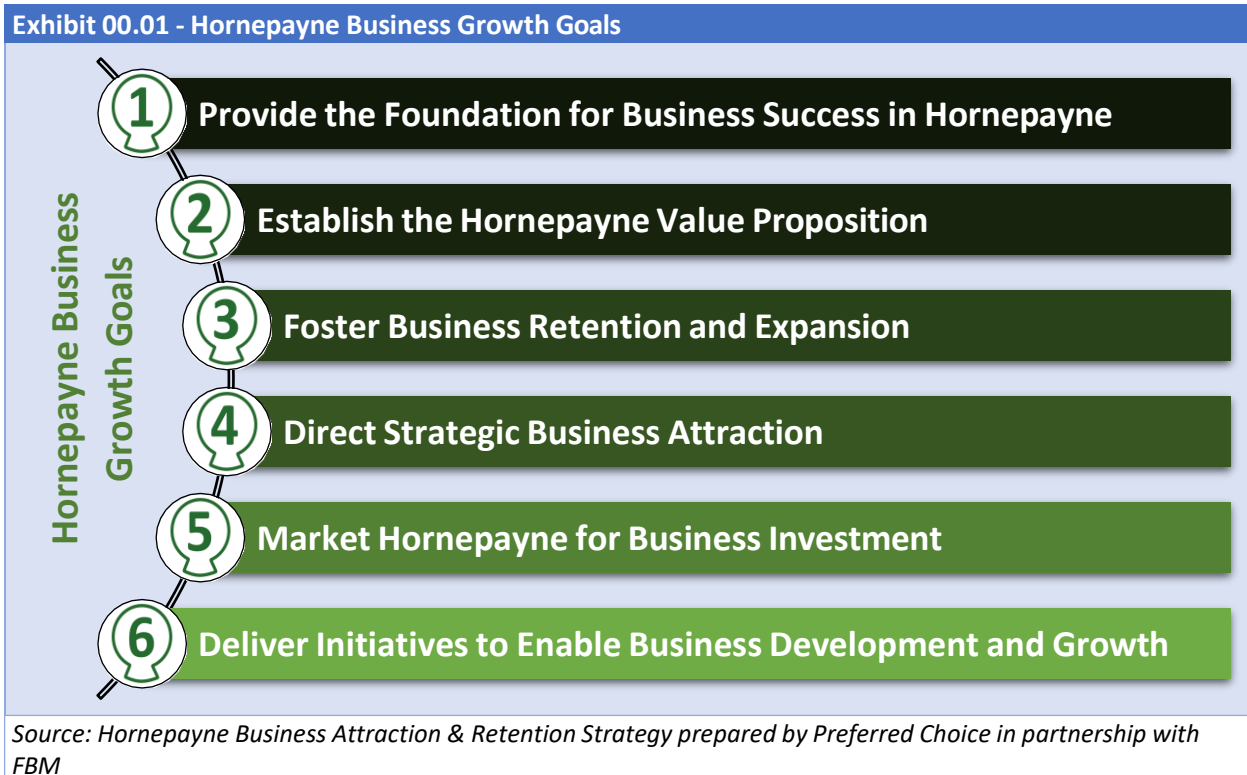 Exhibit 00.01 - Hornepayne Business Growth Goals
Hornepayne Business
Growth Goals
1
Provide the Foundation for Business Success in Hornepayne
2
Establish the Hornepayne Value Proposition
3
Foster Business Retention and Expansion
4
Direct Strategic Business Attraction
5
Market Hornepayne for Business Investment
6
Deliver Initiatives to Enable Business Development and Growth
Source: Hornepayne Business Attraction & Retention Strategy prepared by Preferred Choice in partnership with
FBM